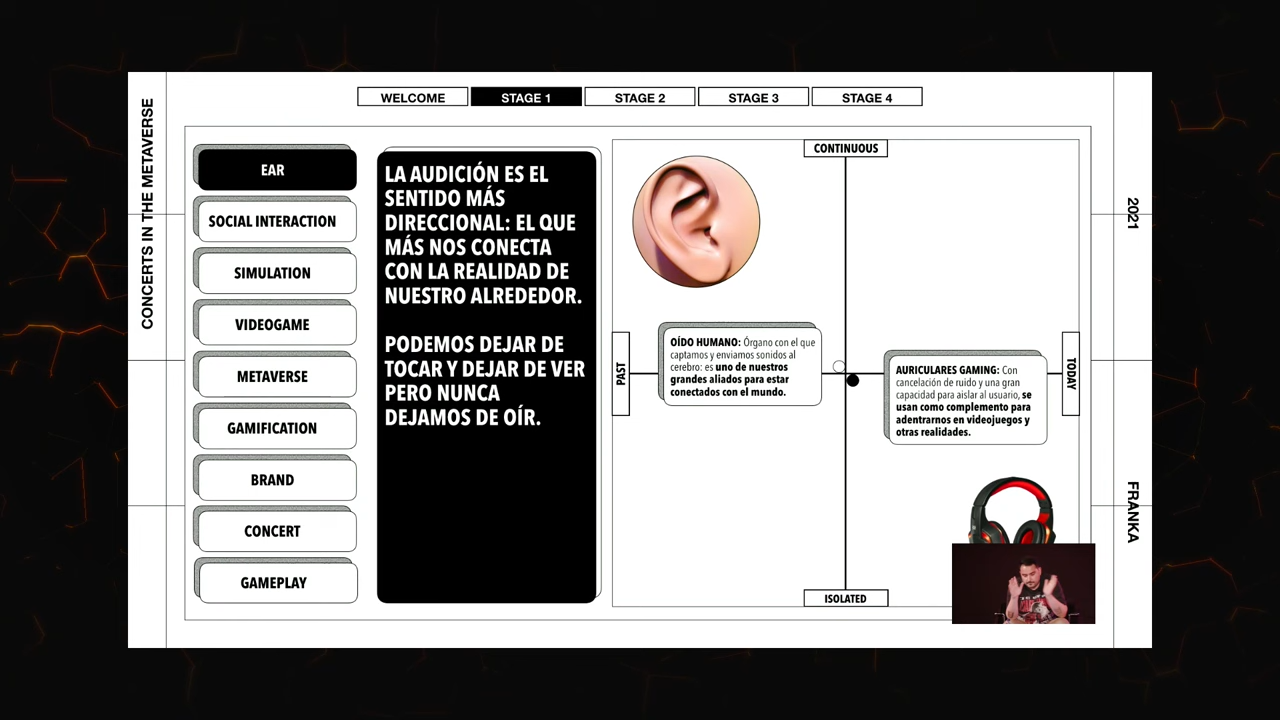 WELCOME
STAGE 1
STAGE 2
STAGE 3
STAGE 4
CONCERTS IN THE METAVERSE
EAR
SOCIAL INTERACTION
SIMULATION
VIDEOGAME
METAVERSE
GAMIFICATION
BRAND
CONCERT
GAMEPLAY
LA AUDICIÓN ES EL
SENTIDO MÁS
DIRECCIONAL: EL QUE
MÁS NOS CONECTA
CON LA REALIDAD DE
NUESTRO ALREDEDOR.
PODEMOS DEJAR DE
TOCAR Y DEJAR DE VER
PERO NUNCA
DEJAMOS DE OÍR.
CONTINUOUS
PAST
OÍDO HUMANO: Órgano con el que
captamos y enviamos sonidos al
cerebro: es uno de nuestros
grandes aliados para estar
conectados con el mundo.
AURICULARES GAMING: Con
cancelación de ruido y una gran
capacidad para aislar al usuario, se
usan como complemento para
adentrarnos en videojuegos y
otras realidades.
TODAY
ISOLATED
2021
FRANKA